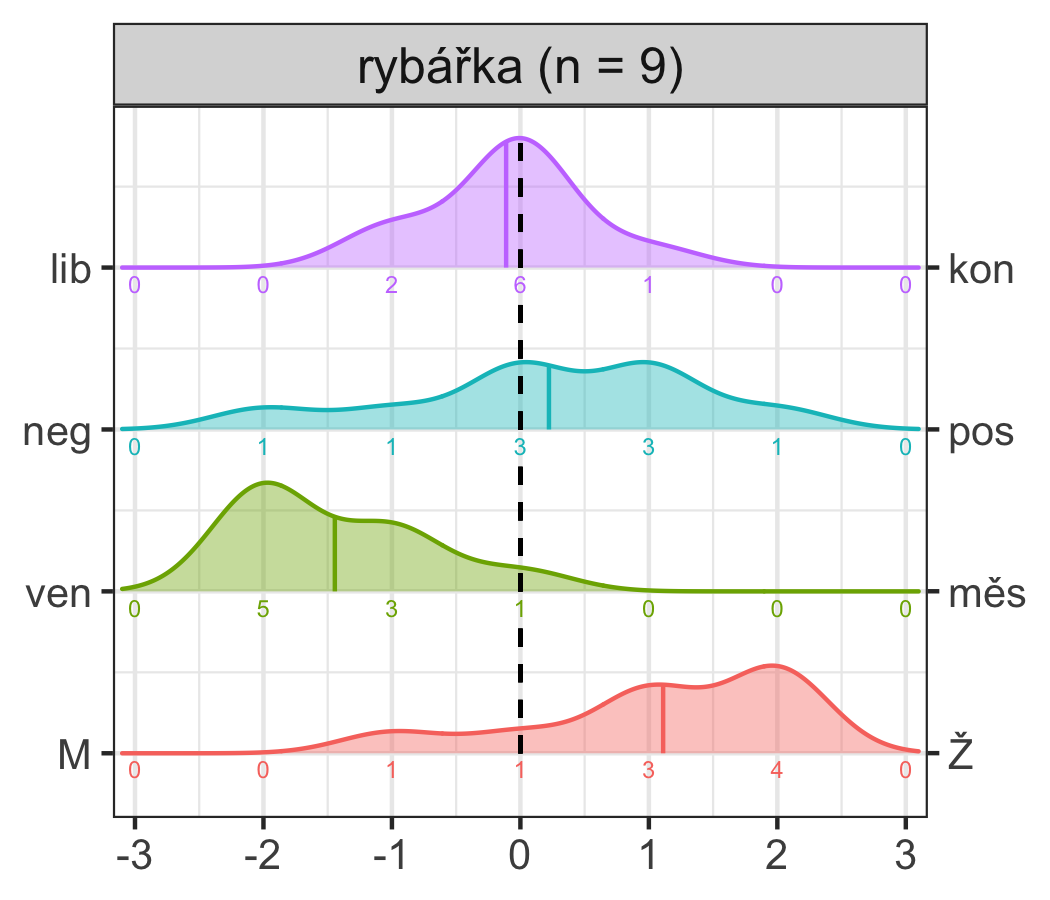 rybářka (n = 9)
lib kon
0 0 2 6 1 0 0
neg pos
0 1 1 3 3 1 0
ven měs
0 5 3 1 0 0 0
M Ž
0 0 1 1 3 4 0
-3 -2 -1 0 1 2 3